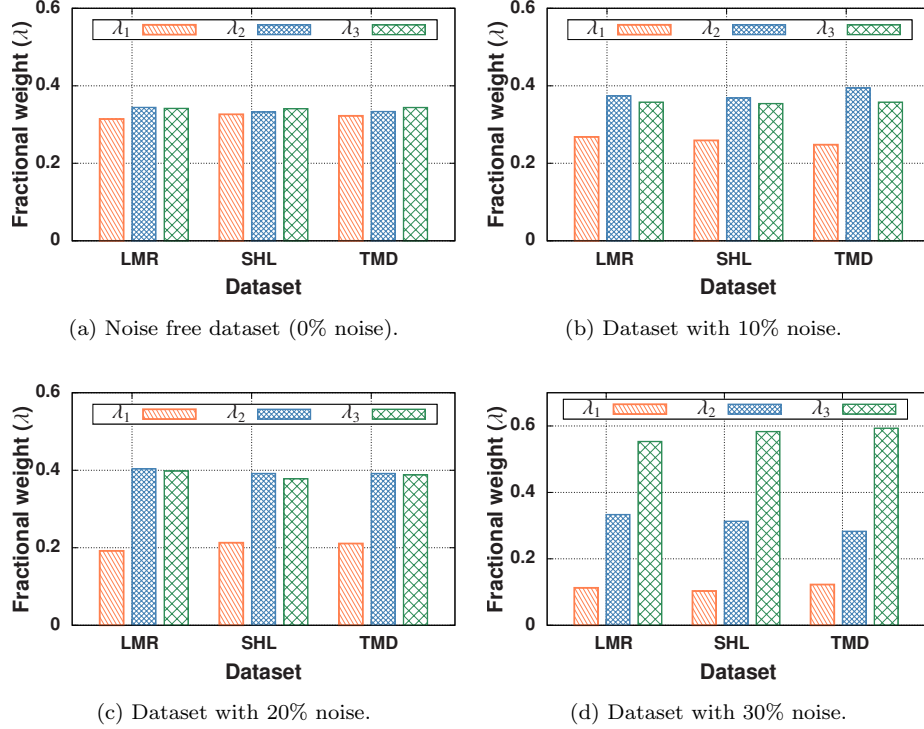 0.6
λ1 λ2 λ3
0.4
0.2
0
Fractional weight (λ)
LMR SHL TMD
Dataset
(a) Noise free dataset (0% noise).
0.6
λ1 λ2 λ3
0.4
0.2
0
Fractional weight (λ)
LMR SHL TMD
Dataset
(b) Dataset with 10% noise.
0.6
λ1 λ2 λ3
0.4
0.2
0
Fractional weight (λ)
LMR SHL TMD
Dataset
(c) Dataset with 20% noise.
λ1 λ2 λ3
0.6
0.4
0.2
0
Fractional weight (λ)
LMR SHL TMD
Dataset
(d) Dataset with 30% noise.